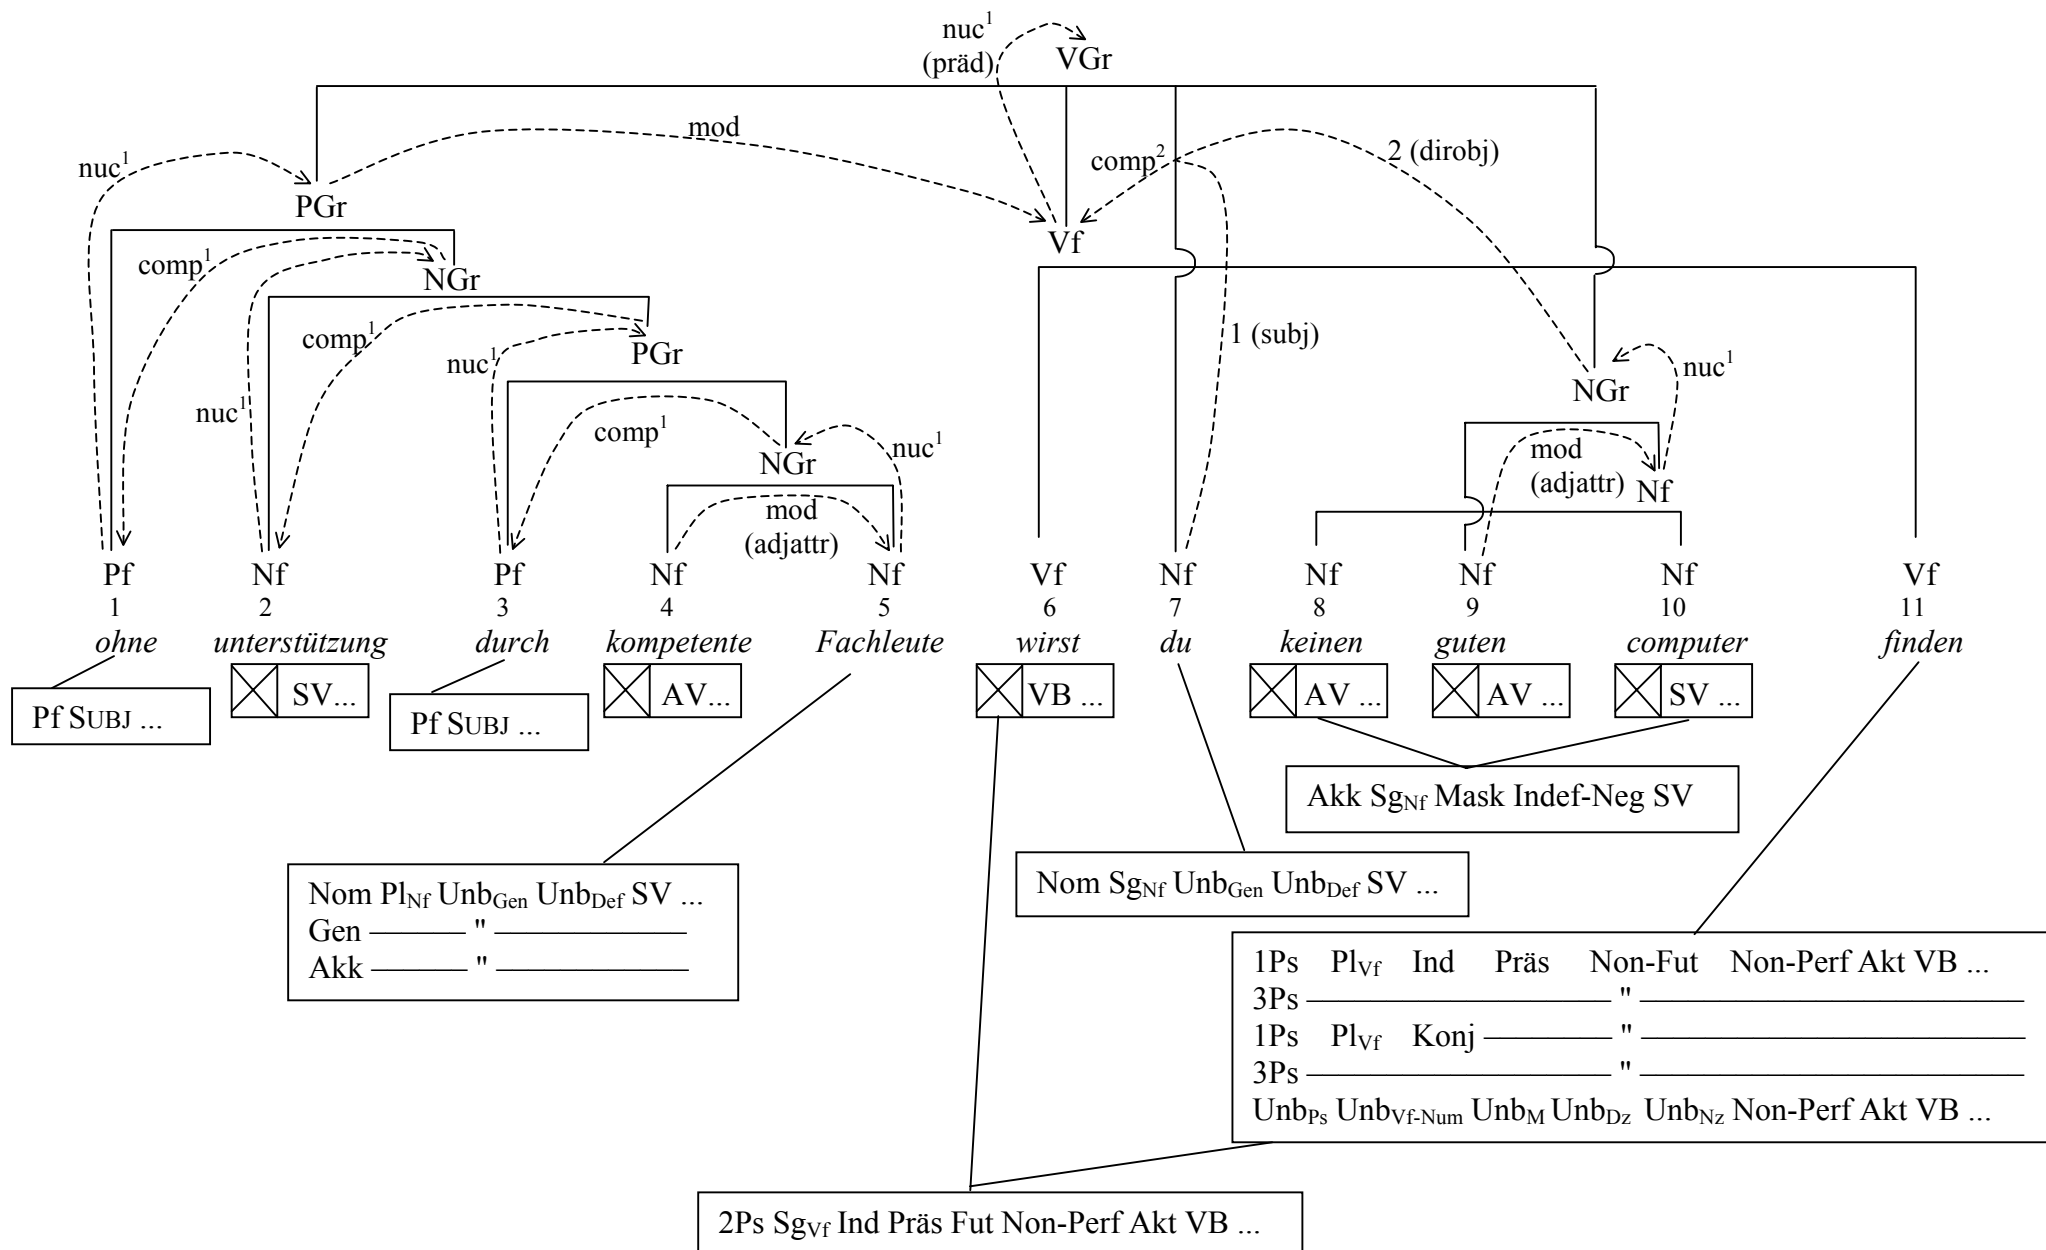 nuc¹
(präd)
VGr
mod
nuc¹
comp²
2 (dirobj)
PGr
Vf
comp¹
NGr
comp¹
nuc¹
PGr
1 (subj)
nuc¹
NGr
nuc¹
comp¹
nuc¹
NGr
mod
(adjattr)
mod
(adjattr)
Nf
Pf Nf Pf Nf Nf Vf Nf Nf Nf Nf Vf
1 2 3 4 5 6 7 8 9 10 11
ohne unterstützung durch kompetente Fachleute wirst du keinen guten computer finden
Pf SUBJ ... SV... Pf SUBJ ... AV... VB ... AV ... AV ... SV ...
Akk Sg_Nf Mask Indef-Neg SV
Nom Pl_Nf Unb_Gen Unb_Def SV ...
Gen ——— " ——————
Akk ——— " ——————
Nom Sg_Nf Unb_Gen Unb_Def SV ...
1Ps Pl_Vf Ind Präs Non-Fut Non-Perf Akt VB ...
3Ps —————————— " ————————————
1Ps Pl_Vf Konj ———— " ————————————
3Ps —————————— " ————————————
Unb_Ps Unb_Vf-Num Unb_M Unb_Dz Unb_Nz Non-Perf Akt VB ...
2Ps Sg_Vf Ind Präs Fut Non-Perf Akt VB ...